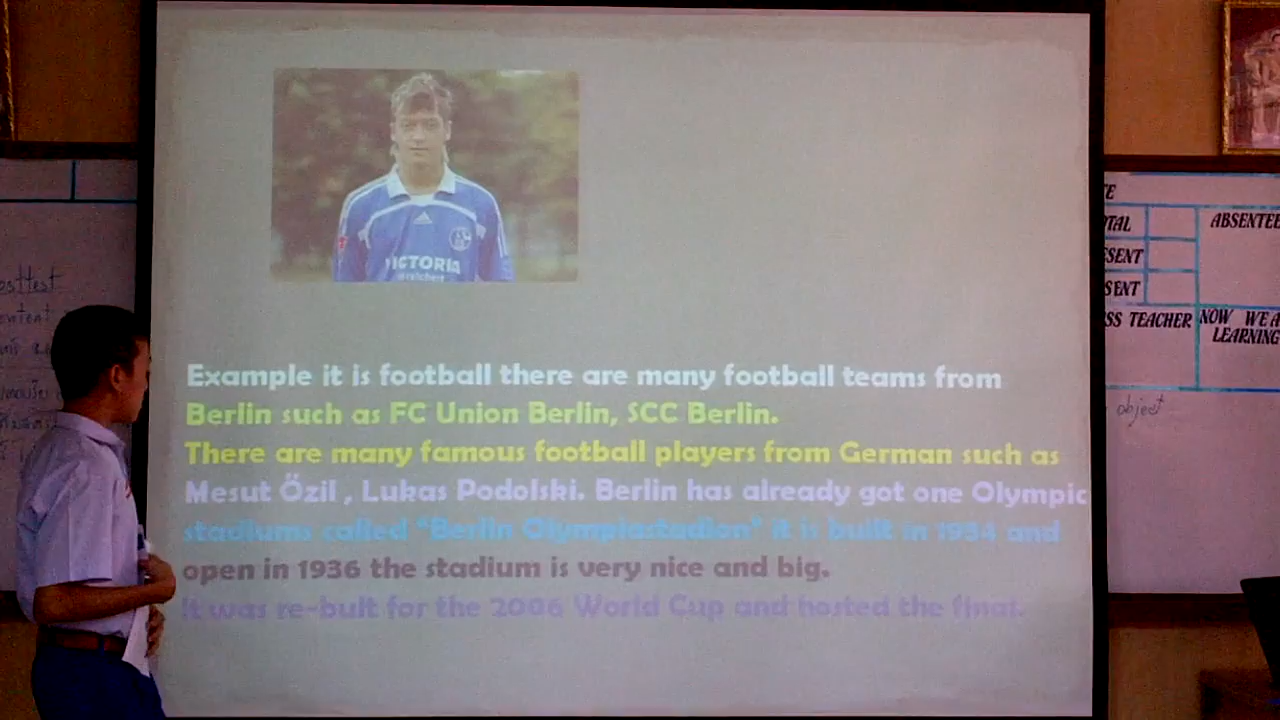 VICTORIA
Example it is football there are many football teams from
Berlin such as FC Union Berlin, SCC Berlin.
There are many famous football players from German such as
Mesut Özil , Lukas Podolski. Berlin has already got one Olympic
stadiums called "Berlin Olympiastadion" it is built in 1934 and
open in 1936 the stadium is very nice and big.
It was re-bult for the 2006 World Cup and hosted the final.
ABSENTEE
SS TEACHER
NOW WE A
LEARNING
object